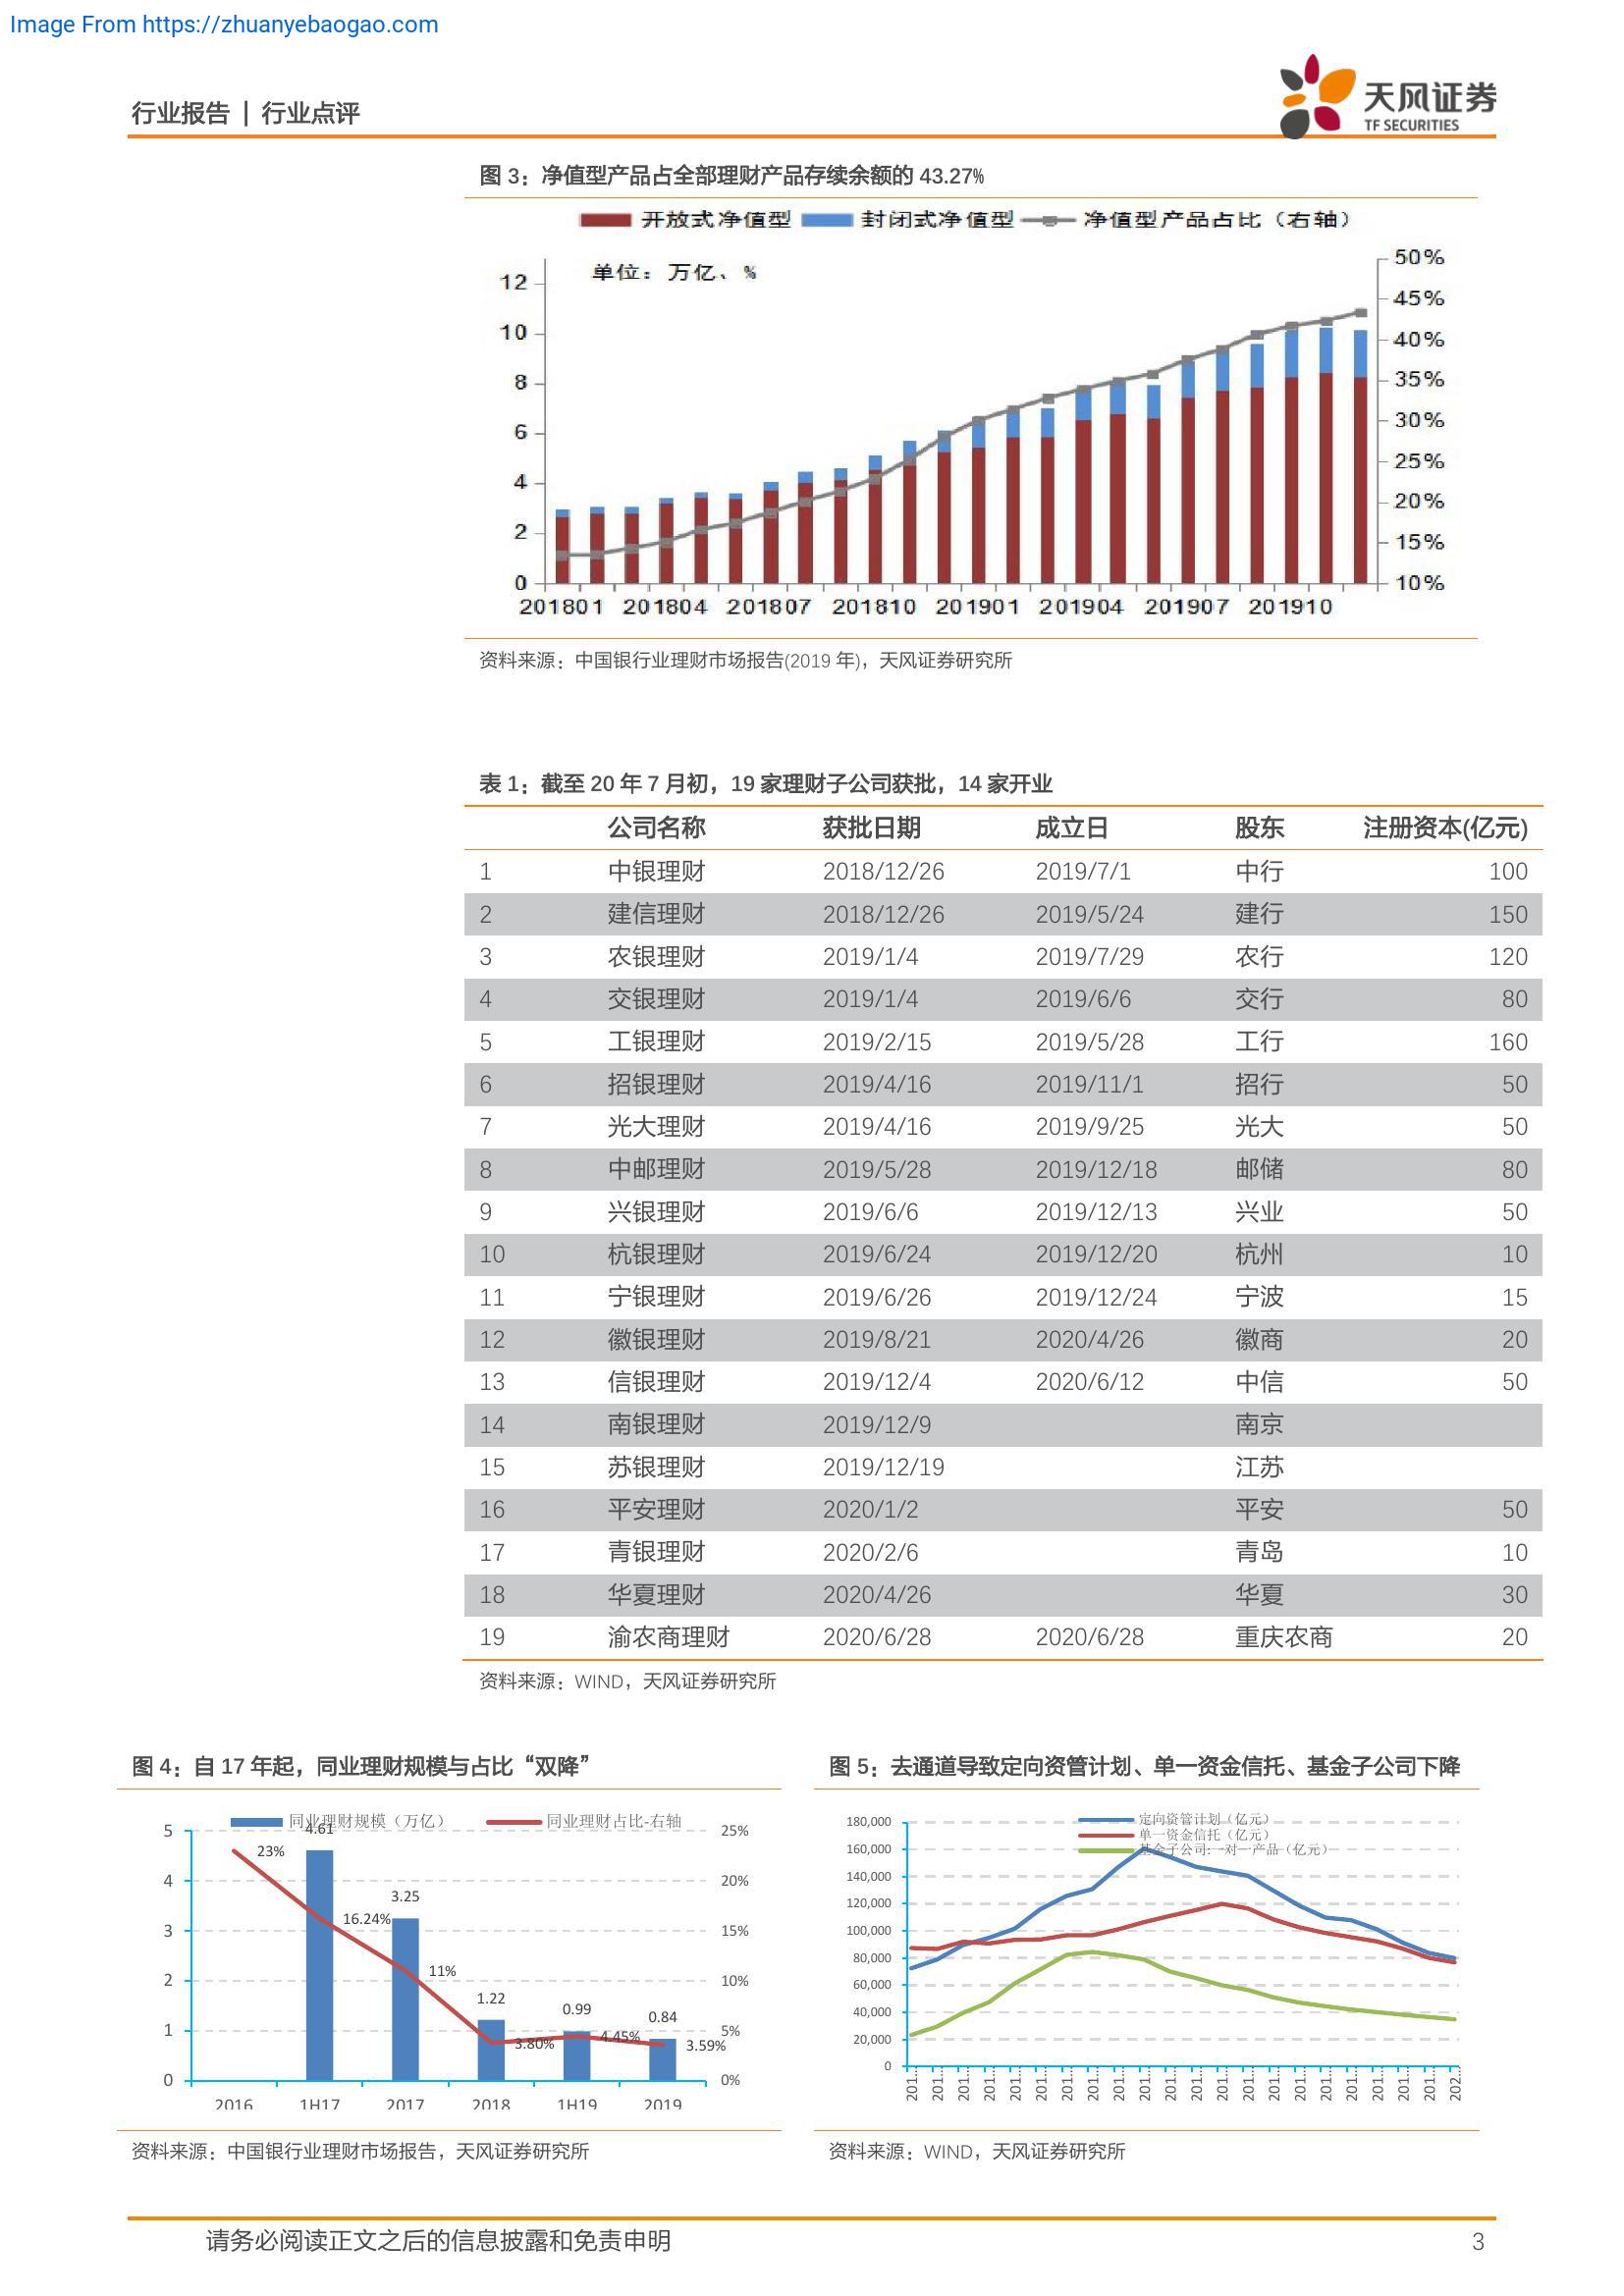 Image From https://zhuanyebaogao.com
行业报告 | 行业点评
天风证券
TF SECURITIES
图 3：净值型产品占全部理财产品存续余额的 43.27%
开放式净值型 封闭式净值型 净值型产品占比（右轴）
单位：万亿、%
12
10
8
6
4
2
0
50%
45%
40%
35%
30%
25%
20%
15%
10%
201801 201804 201807 201810 201901 201904 201907 201910
资料来源：中国银行业理财市场报告(2019 年)，天风证券研究所
表 1：截至 20 年 7 月初，19 家理财子公司获批，14 家开业
公司名称 获批日期 成立日 股东 注册资本(亿元)
1 中银理财 2018/12/26 2019/7/1 中行 100
2 建信理财 2018/12/26 2019/5/24 建行 150
3 农银理财 2019/1/4 2019/7/29 农行 120
4 交银理财 2019/1/4 2019/6/6 交行 80
5 工银理财 2019/2/15 2019/5/28 工行 160
6 招银理财 2019/4/16 2019/11/1 招行 50
7 光大理财 2019/4/16 2019/9/25 光大 50
8 中邮理财 2019/5/28 2019/12/18 邮储 80
9 兴银理财 2019/6/6 2019/12/13 兴业 50
10 杭银理财 2019/6/24 2019/12/20 杭州 10
11 宁银理财 2019/6/26 2019/12/24 宁波 15
12 徽银理财 2019/8/21 2020/4/26 徽商 20
13 信银理财 2019/12/4 2020/6/12 中信 50
14 南银理财 2019/12/9 南京
15 苏银理财 2019/12/19 江苏
16 平安理财 2020/1/2 平安 50
17 青银理财 2020/2/6 青岛 10
18 华夏理财 2020/4/26 华夏 30
19 渝农商理财 2020/6/28 2020/6/28 重庆农商 20
资料来源：WIND，天风证券研究所
图 4：自 17 年起，同业理财规模与占比“双降”
同业理财规模（万亿） 同业理财占比-右轴
5
4
3
2
1
0
4.61
3.25
1.22
0.99
0.84
23%
16.24%
11%
3.80%
4.45%
3.59%
25%
20%
15%
10%
5%
0%
2016 1H17 2017 2018 1H19 2019
资料来源：中国银行业理财市场报告，天风证券研究所
图 5：去通道导致定向资管计划、单一资金信托、基金子公司下降
定向资管计划（亿元）
单一资金信托（亿元）
基金子公司:一对一产品（亿元）
180,000
160,000
140,000
120,000
100,000
80,000
60,000
40,000
20,000
0
201… 201… 201… 201… 201… 201… 201… 201… 201… 201… 201… 201… 201… 201… 201… 201… 201… 201… 201… 201… 201… 202…
资料来源：WIND，天风证券研究所
请务必阅读正文之后的信息披露和免责申明 3